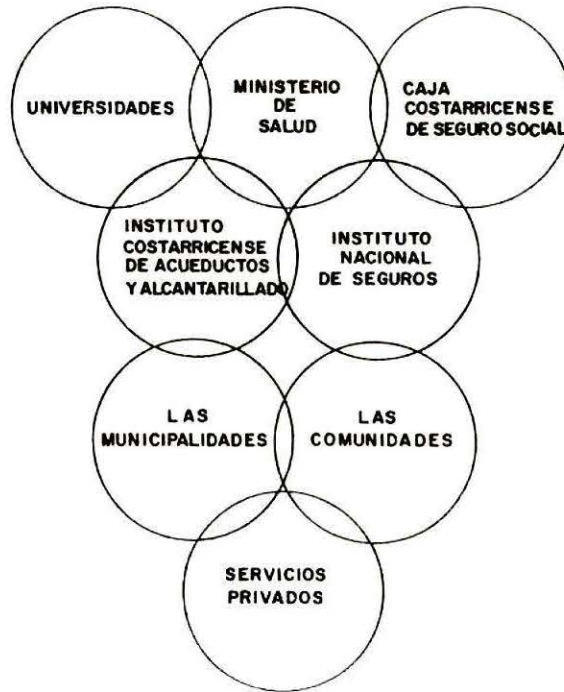 UNIVERSIDADES
MINISTERIO
DE
SALUD
CAJA
COSTARRICENSE
DE SEGURO SOCIAL
INSTITUTO
COSTARRICENSE
DE ACUEDUCTOS
Y ALCANTARILLADO
INSTITUTO
NACIONAL
DE SEGUROS
LAS
MUNICIPALIDADES
LAS
COMUNIDADES
SERVICIOS
PRIVADOS